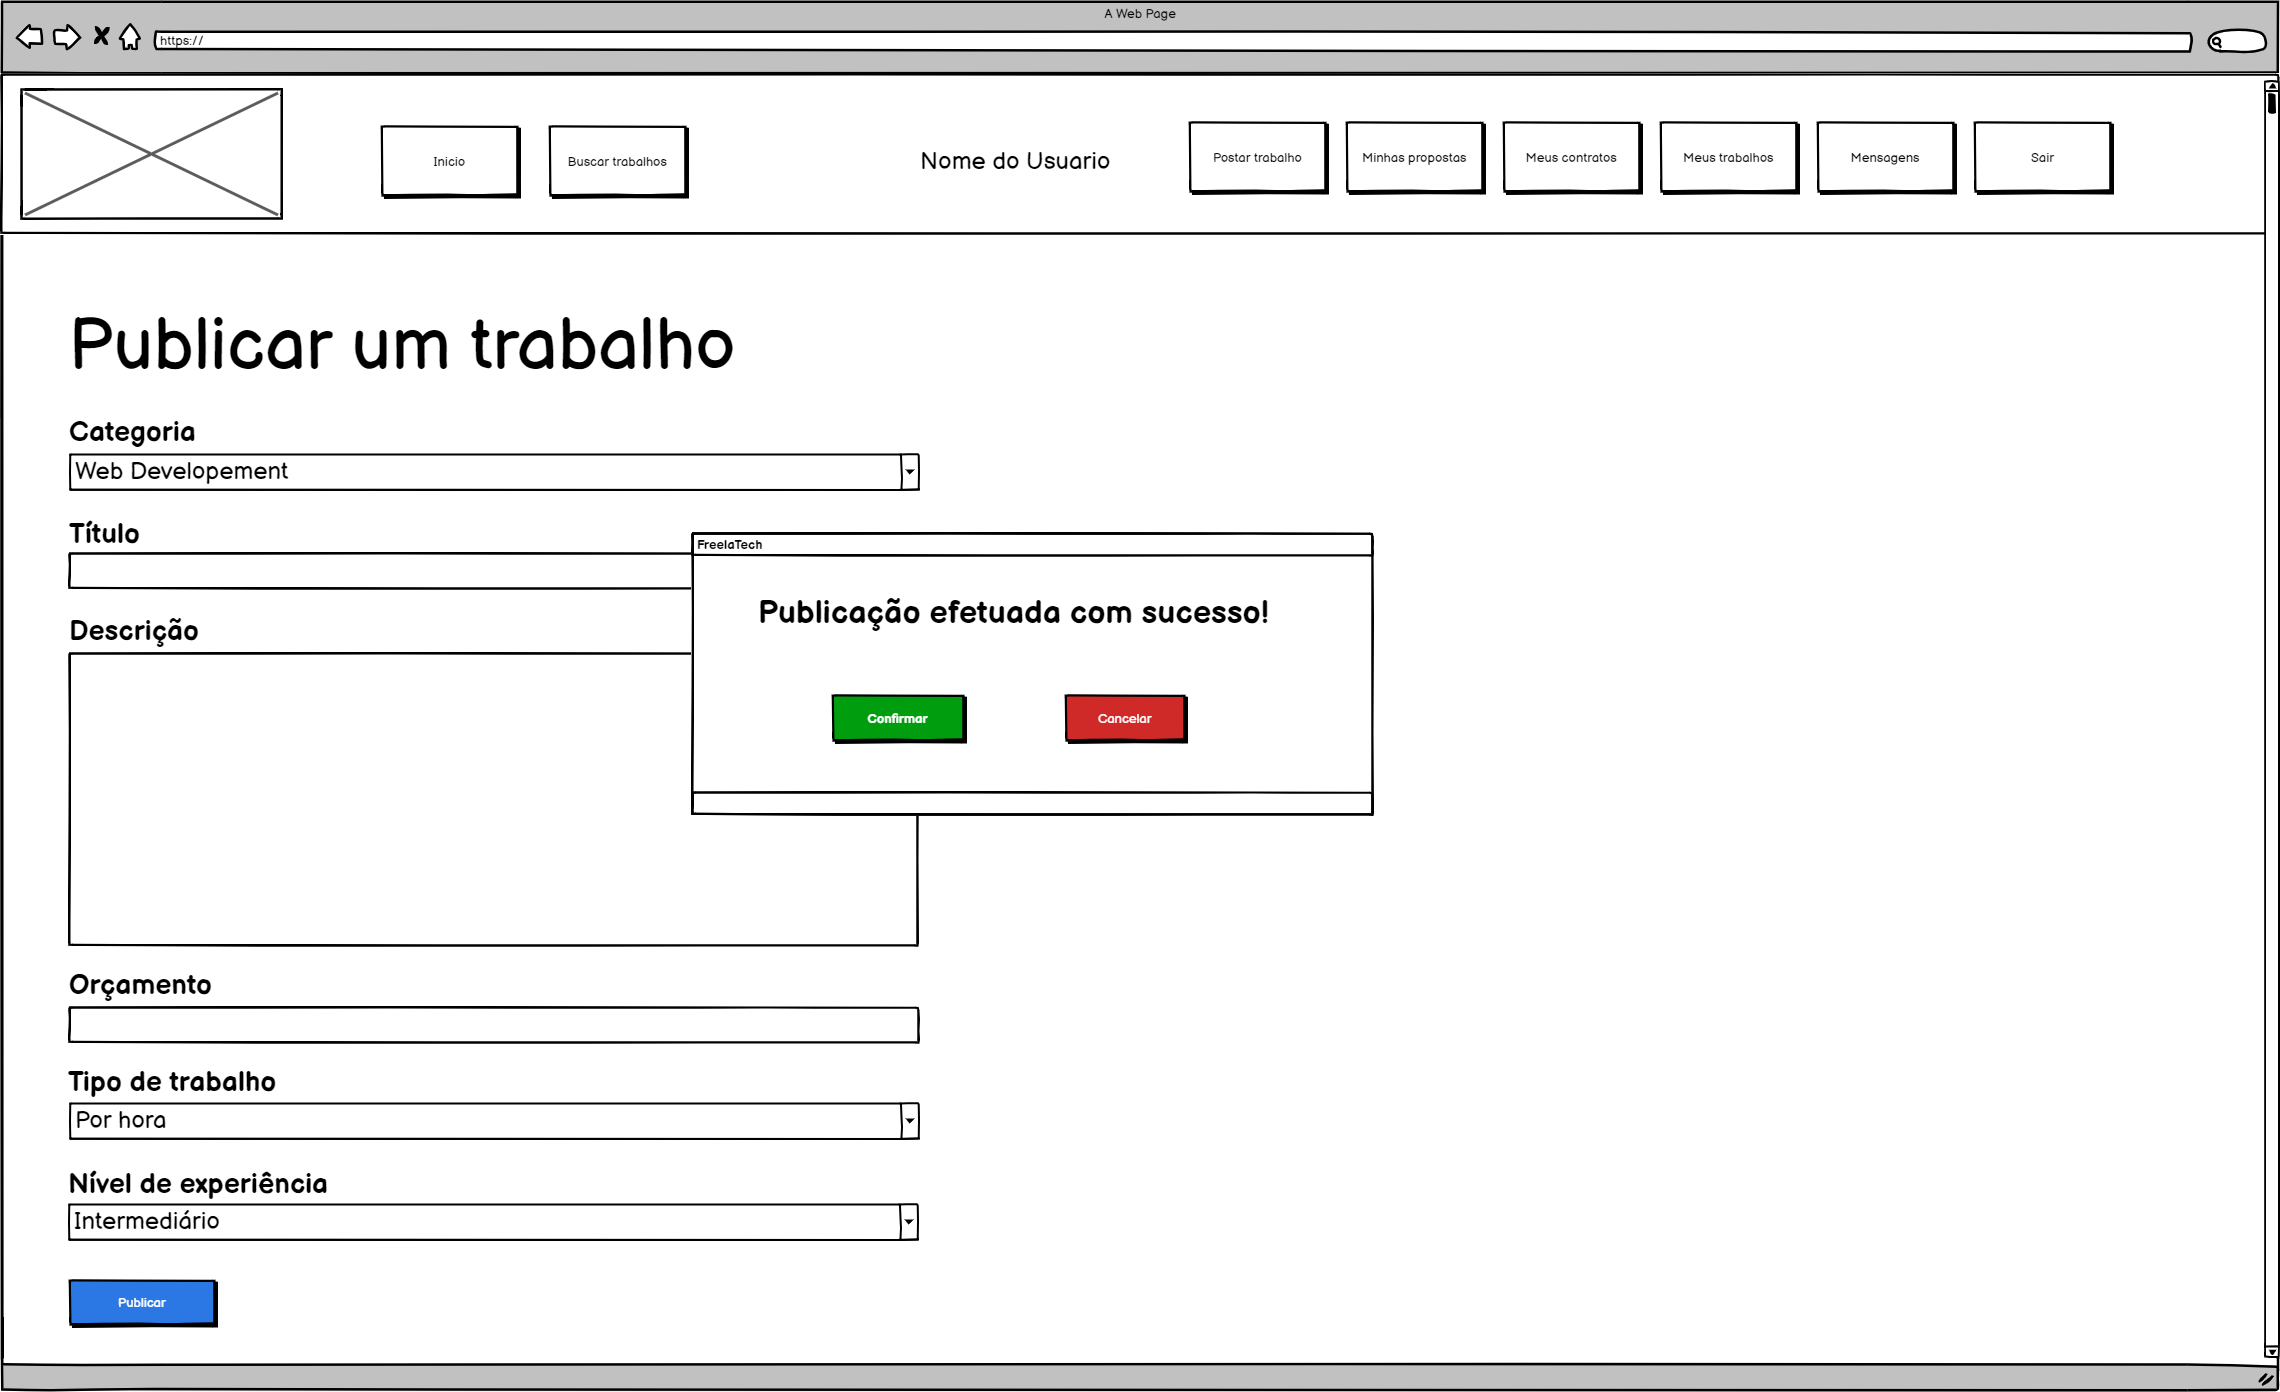 A Web Page
https://
Inicio
Buscar trabalhos
Nome do Usuario
Postar trabalho
Minhas propostas
Meus contratos
Meus trabalhos
Mensagens
Sair
Publicar um trabalho
Categoria
Web Developement
Título
FreelaTech
Publicação efetuada com sucesso!
Confirmar
Cancelar
Descrição
Orçamento
Tipo de trabalho
Por hora
Nível de experiência
Intermediário
Publicar